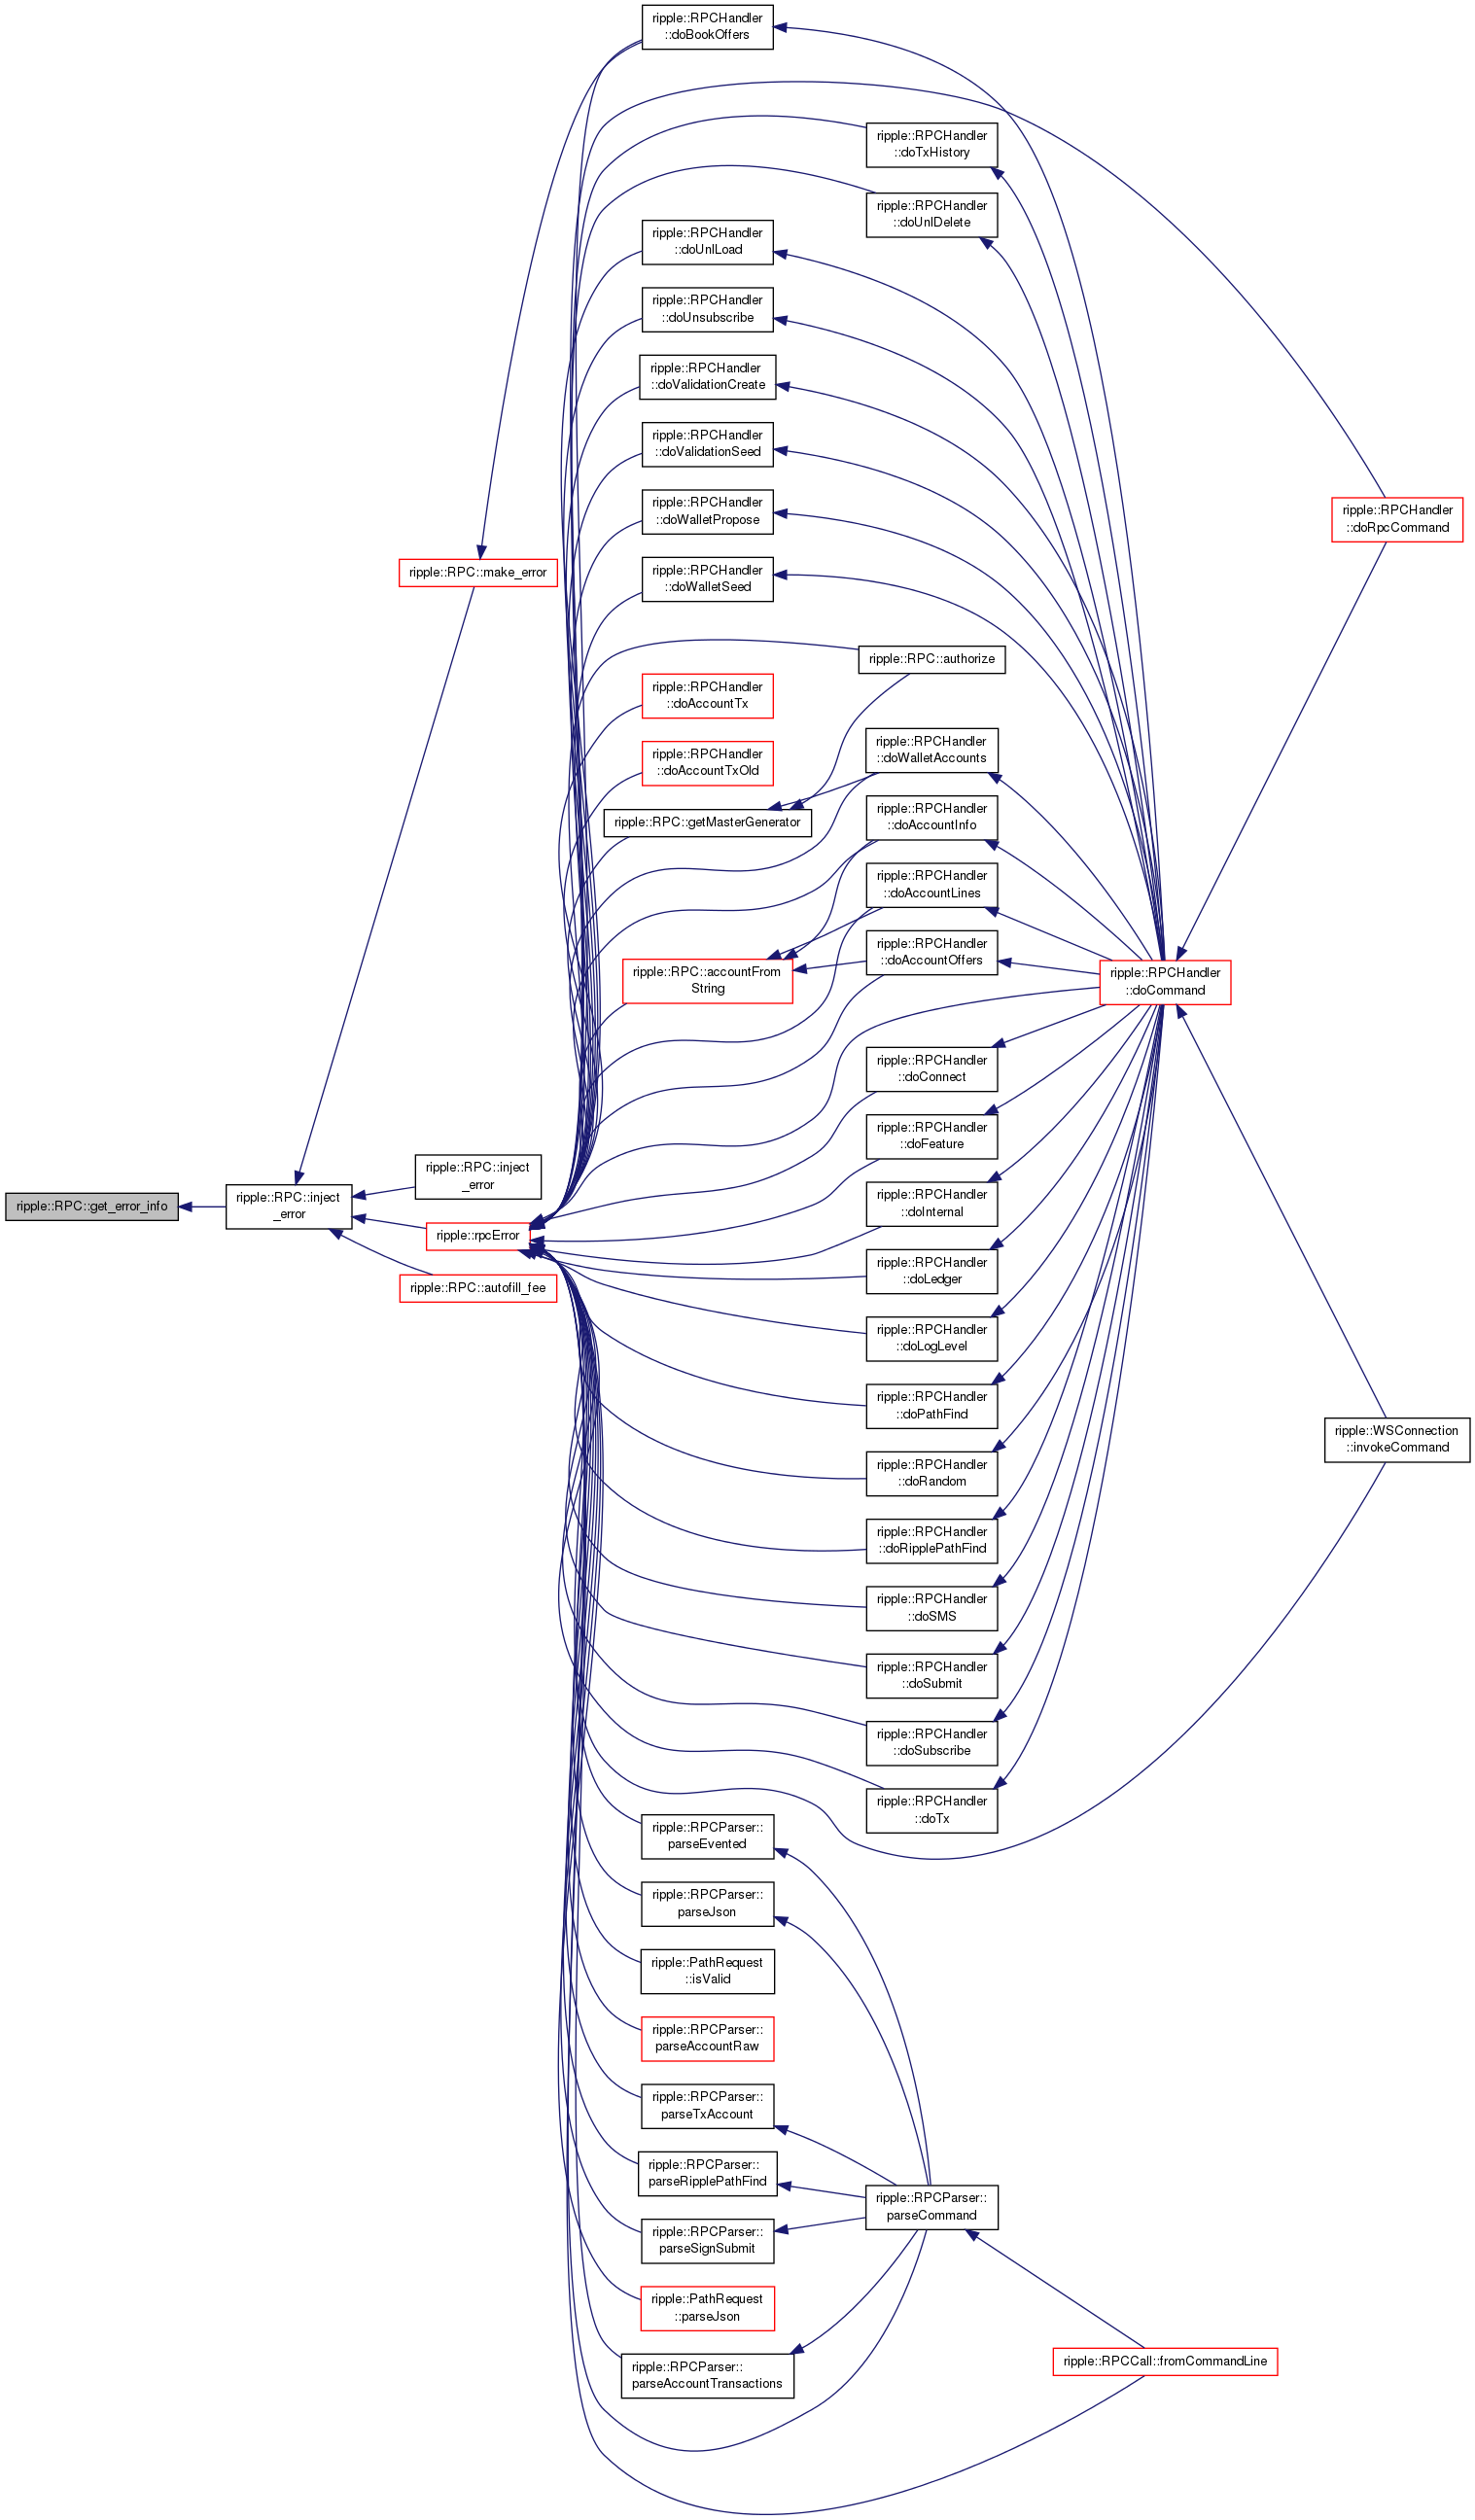 ripple::RPCHandler
::doBookOffers
ripple::RPCHandler
::doTxHistory
ripple::RPCHandler
::doUnlDelete
ripple::RPCHandler
::doUnlLoad
ripple::RPCHandler
::doUnsubscribe
ripple::RPCHandler
::doValidationCreate
ripple::RPCHandler
::doValidationSeed
ripple::RPCHandler
::doWalletPropose
ripple::RPCHandler
::doRpcCommand
ripple::RPC::make_error
ripple::RPCHandler
::doWalletSeed
ripple::RPC::authorize
ripple::RPCHandler
::doAccountTx
ripple::RPCHandler
::doWalletAccounts
ripple::RPCHandler
::doAccountTxOld
ripple::RPC::getMasterGenerator
ripple::RPCHandler
::doAccountInfo
ripple::RPCHandler
::doAccountLines
ripple::RPCHandler
::doAccountOffers
ripple::RPC::accountFrom
String
ripple::RPCHandler
::doCommand
ripple::RPCHandler
::doConnect
ripple::RPCHandler
::doFeature
ripple::RPC::inject
_error
ripple::RPC::get_error_info
ripple::RPC::inject
_error
ripple::RPCHandler
::doInternal
ripple::rpcError
ripple::RPCHandler
::doLedger
ripple::RPC::autofill_fee
ripple::RPCHandler
::doLogLevel
ripple::RPCHandler
::doPathFind
ripple::WSConnection
::invokeCommand
ripple::RPCHandler
::doRandom
ripple::RPCHandler
::doRipplePathFind
ripple::RPCHandler
::doSMS
ripple::RPCHandler
::doSubmit
ripple::RPCHandler
::doSubscribe
ripple::RPCHandler
::doTx
ripple::RPCParser::
parseEvented
ripple::RPCParser::
parseJson
ripple::PathRequest
::isValid
ripple::RPCParser::
parseAccountRaw
ripple::RPCParser::
parseTxAccount
ripple::RPCParser::
parseRipplePathFind
ripple::RPCParser::
parseCommand
ripple::RPCParser::
parseSignSubmit
ripple::PathRequest
::parseJson
ripple::RPCCall::fromCommandLine
ripple::RPCParser::
parseAccountTransactions